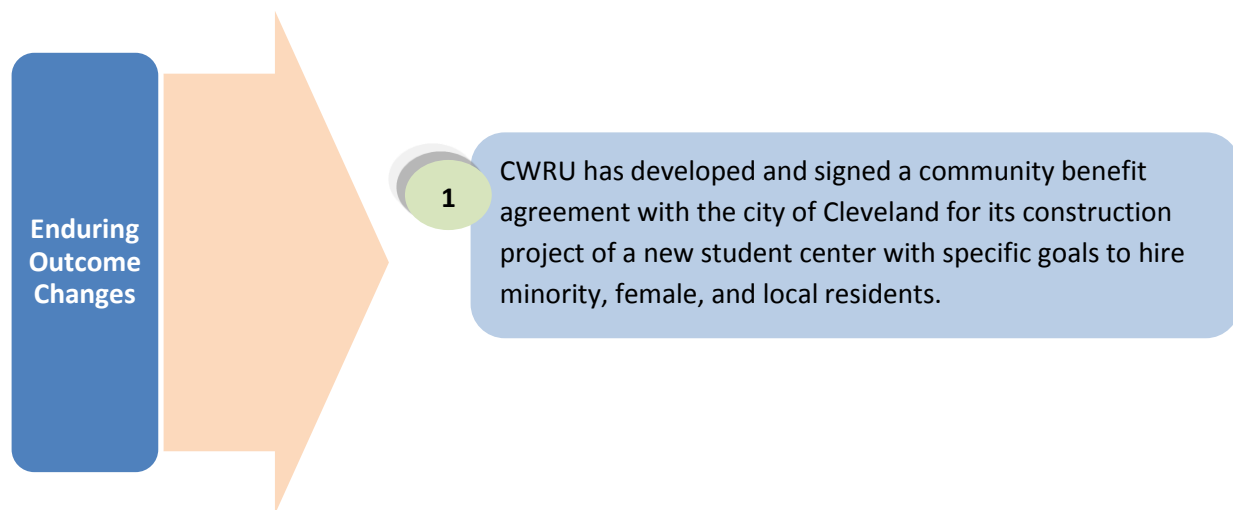 Enduring
Outcome
Changes
1
CWRU has developed and signed a community benefit
agreement with the city of Cleveland for its construction
project of a new student center with specific goals to hire
minority, female, and local residents.